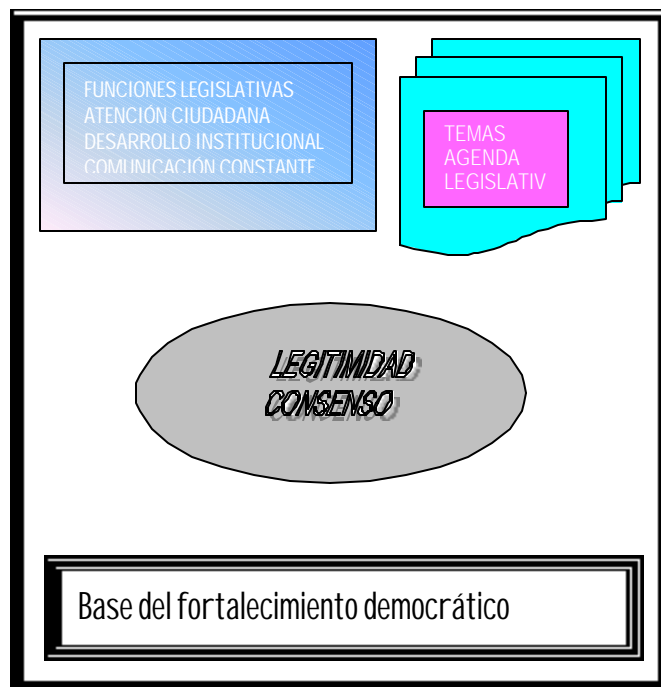 FUNCIONES LEGISLATIVAS
ATENCIÓN CIUDADANA
DESARROLLO INSTITUCIONAL
COMUNICACIÓN CONSTANTE
TEMAS
AGENDA
LEGISLATIV
LEGITIMIDAD
CONSENSO
Base del fortalecimiento democrático